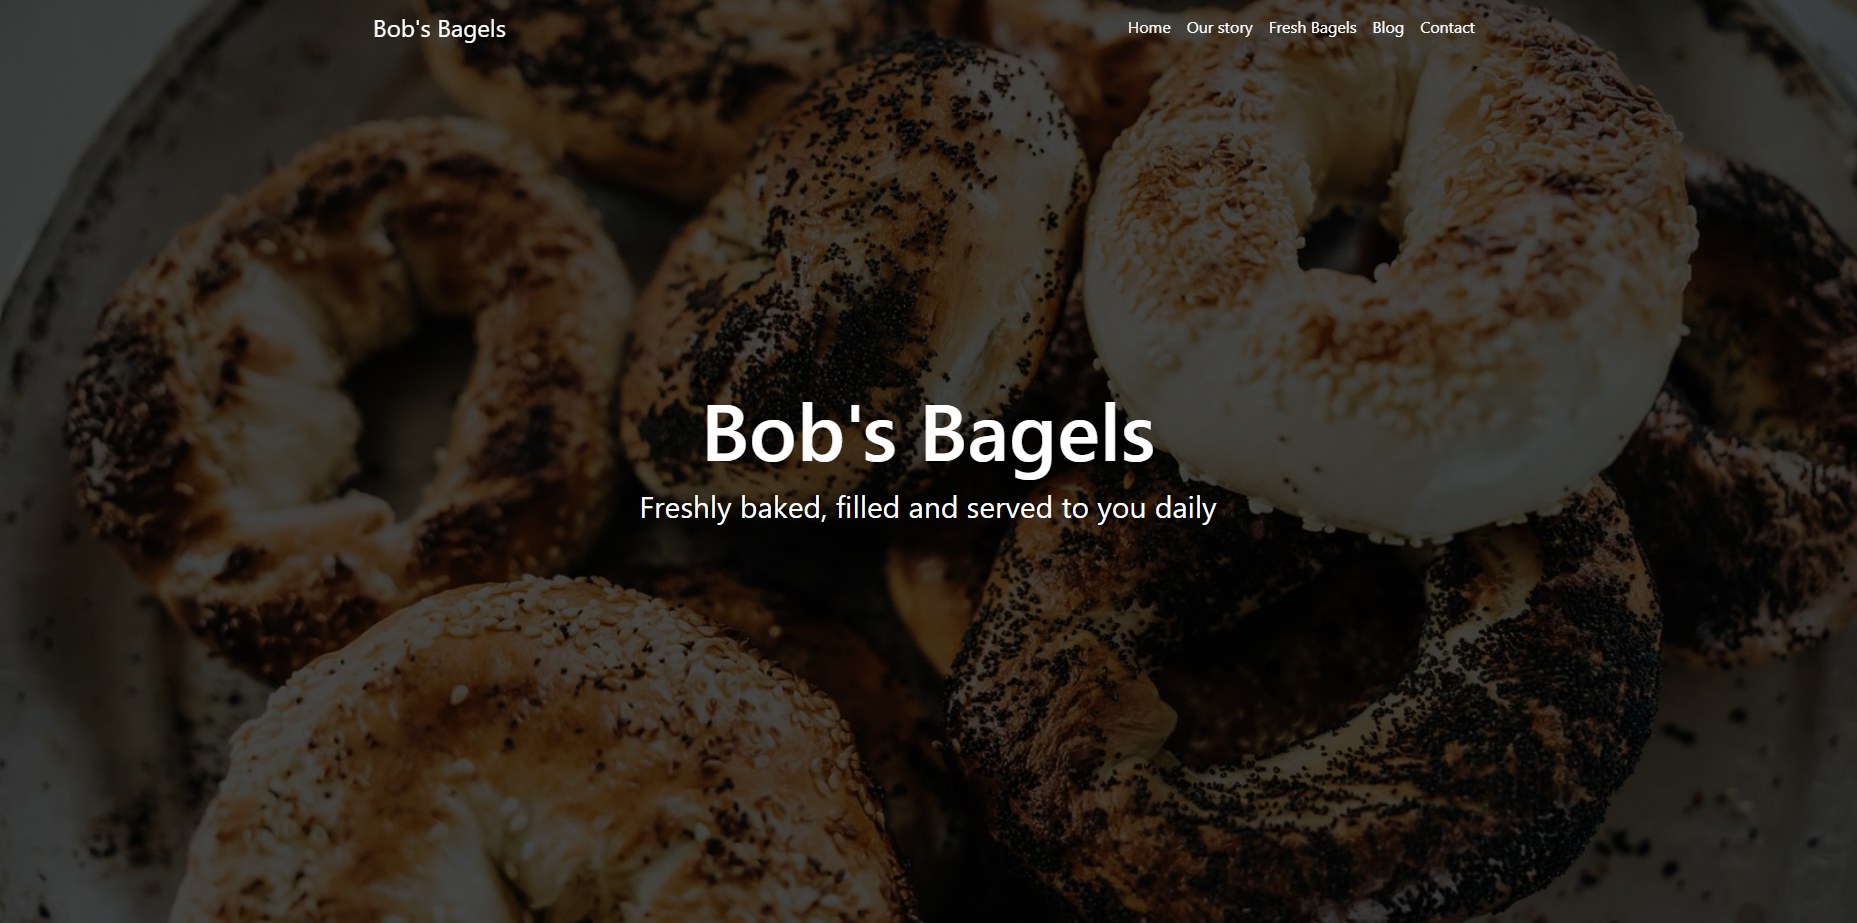 Bob's Bagels
Home Our story Fresh Bagels Blog Contact
Bob's Bagels
Freshly baked, filled and served to you daily